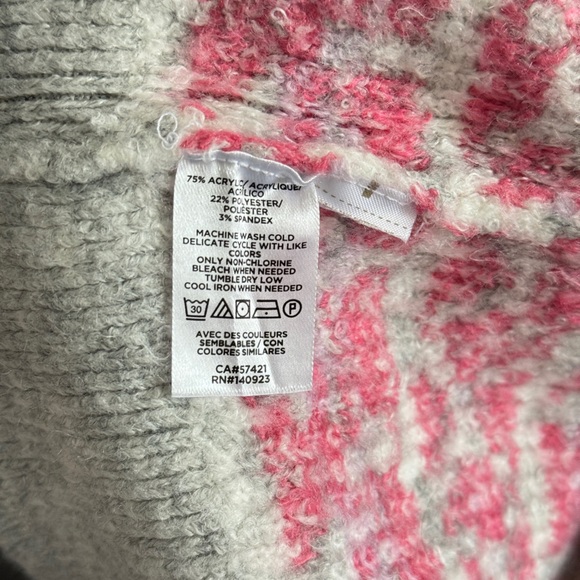 75% ACRYLIC/ ACRYLIQUE/
ACRILICO
22% POLYESTER/
POLIÉSTER
3% SPANDEX
MACHINE WASH COLD
DELICATE CYCLE WITH LIKE
COLORS
ONLY NON-CHLORINE
BLEACH WHEN NEEDED
TUMBLE DRY LOW
COOL IRON WHEN NEEDED
30 P
AVEC DES COULEURS
SEMBLABLES / CON
COLORES SIMILARES
CA#57421
RN#140923